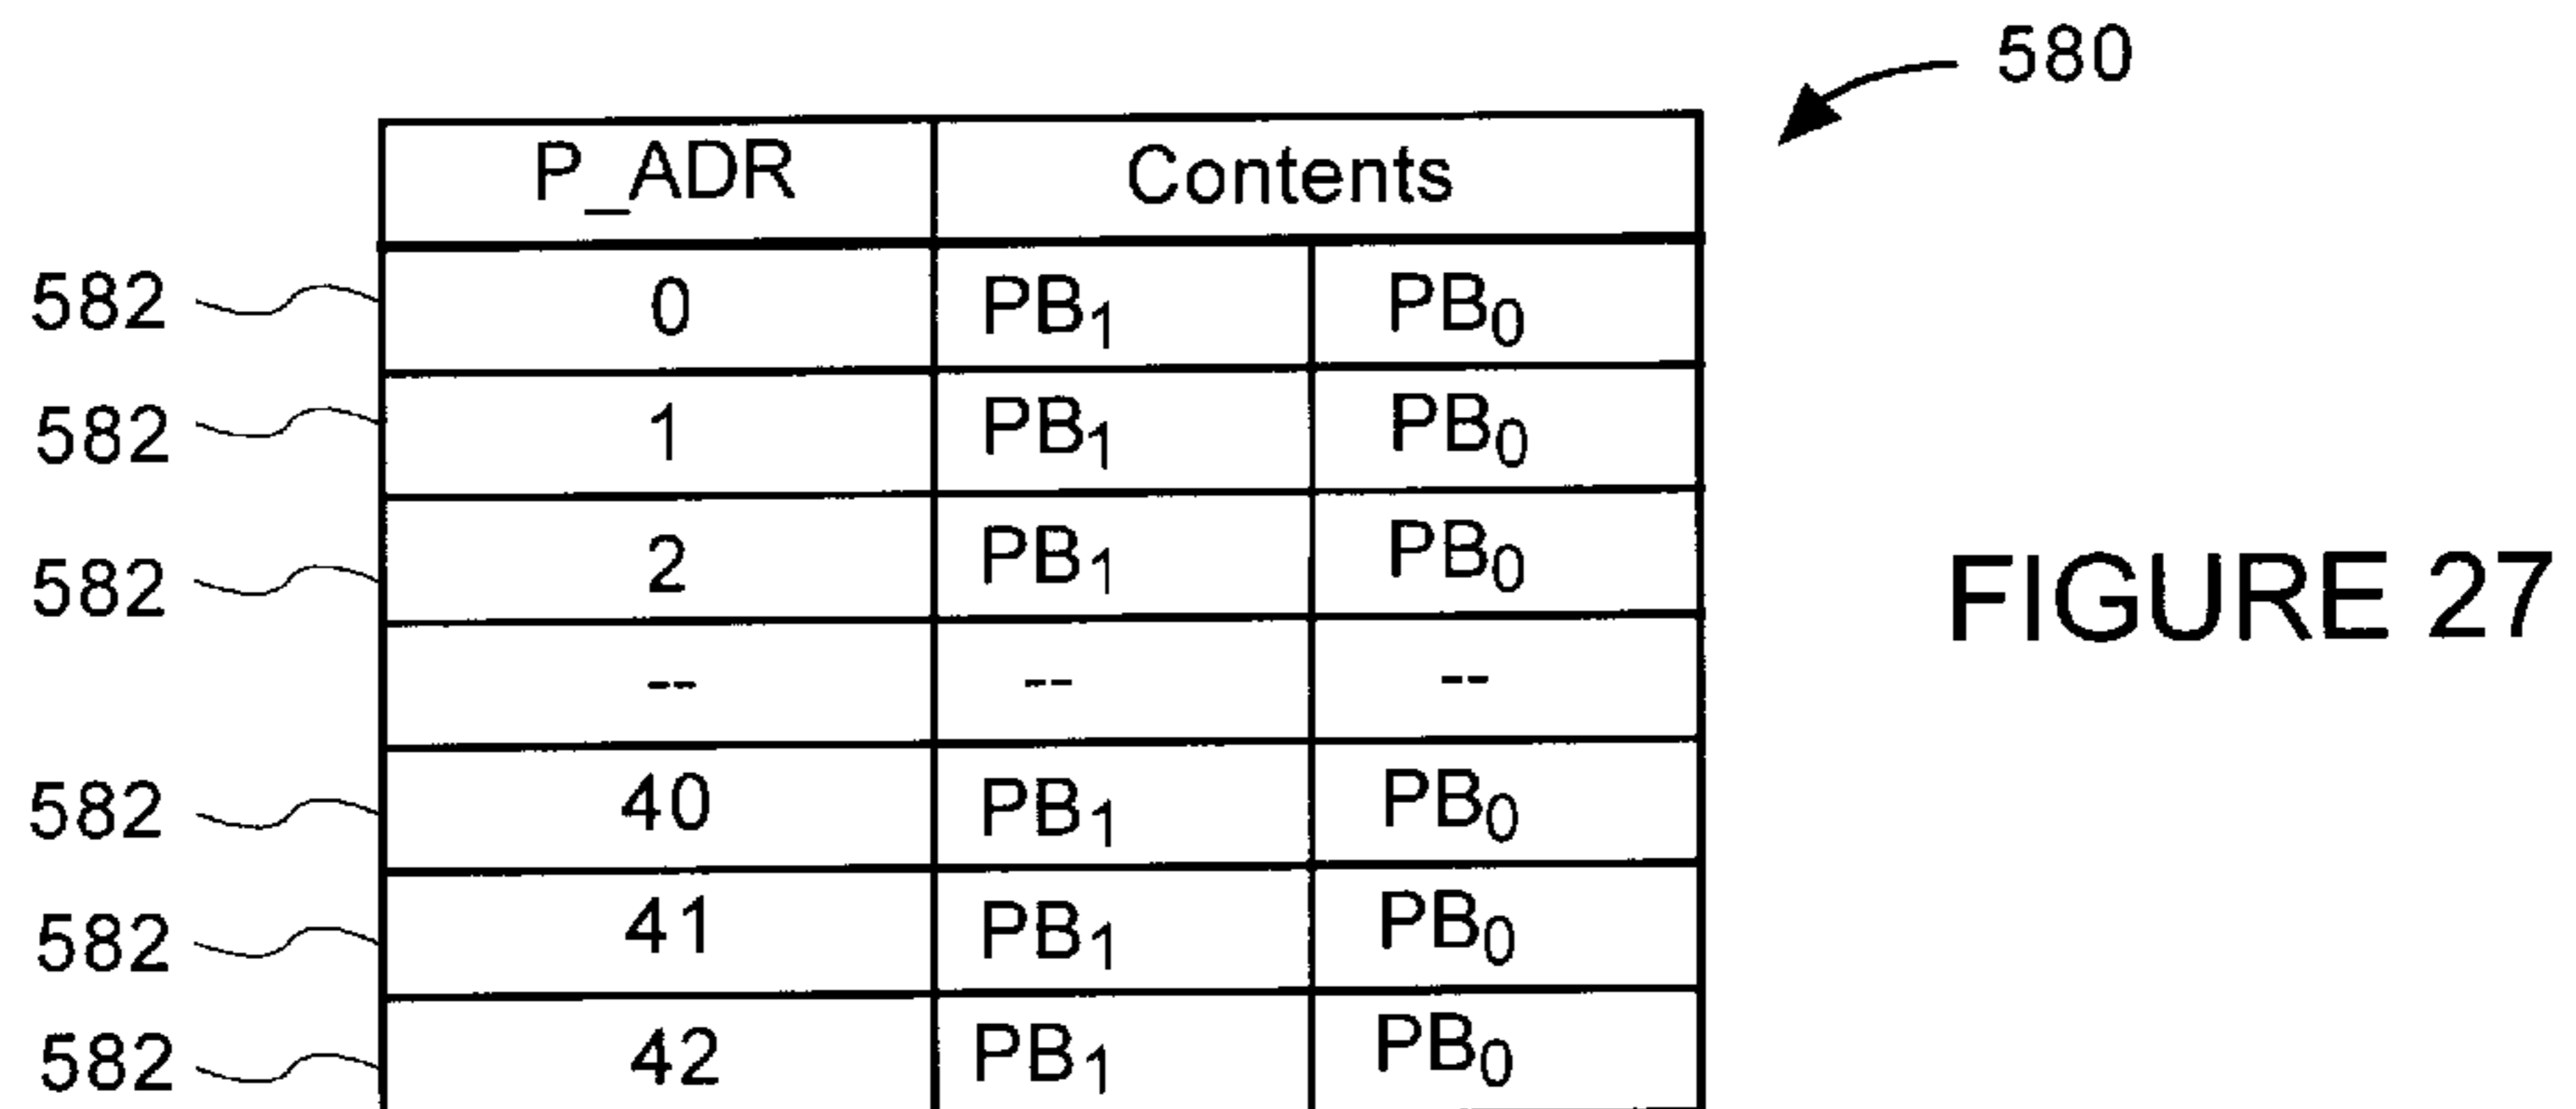 580
P_ADR Contents
582 0 PB1 PB0
582 1 PB1 PB0
582 2 PB1 PB0
FIGURE 27
-- -- --
582 40 PB1 PB0
582 41 PB1 PB0
582 42 PB1 PB0